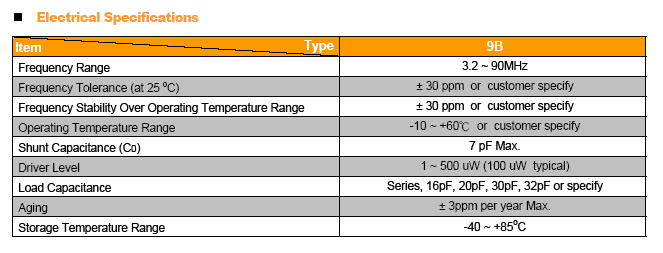 ■ Electrical Specifications
Item Type 9B
Frequency Range 3.2 ~ 90MHz
Frequency Tolerance (at 25 ⁰C) ± 30 ppm or customer specify
Frequency Stability Over Operating Temperature Range ± 30 ppm or customer specify
Operating Temperature Range -10 ~ +60℃ or customer specify
Shunt Capacitance (C0) 7 pF Max.
Driver Level 1 ~ 500 uW (100 uW typical)
Load Capacitance Series, 16pF, 20pF, 30pF, 32pF or specify
Aging ± 3ppm per year Max.
Storage Temperature Range -40 ~ +85⁰C